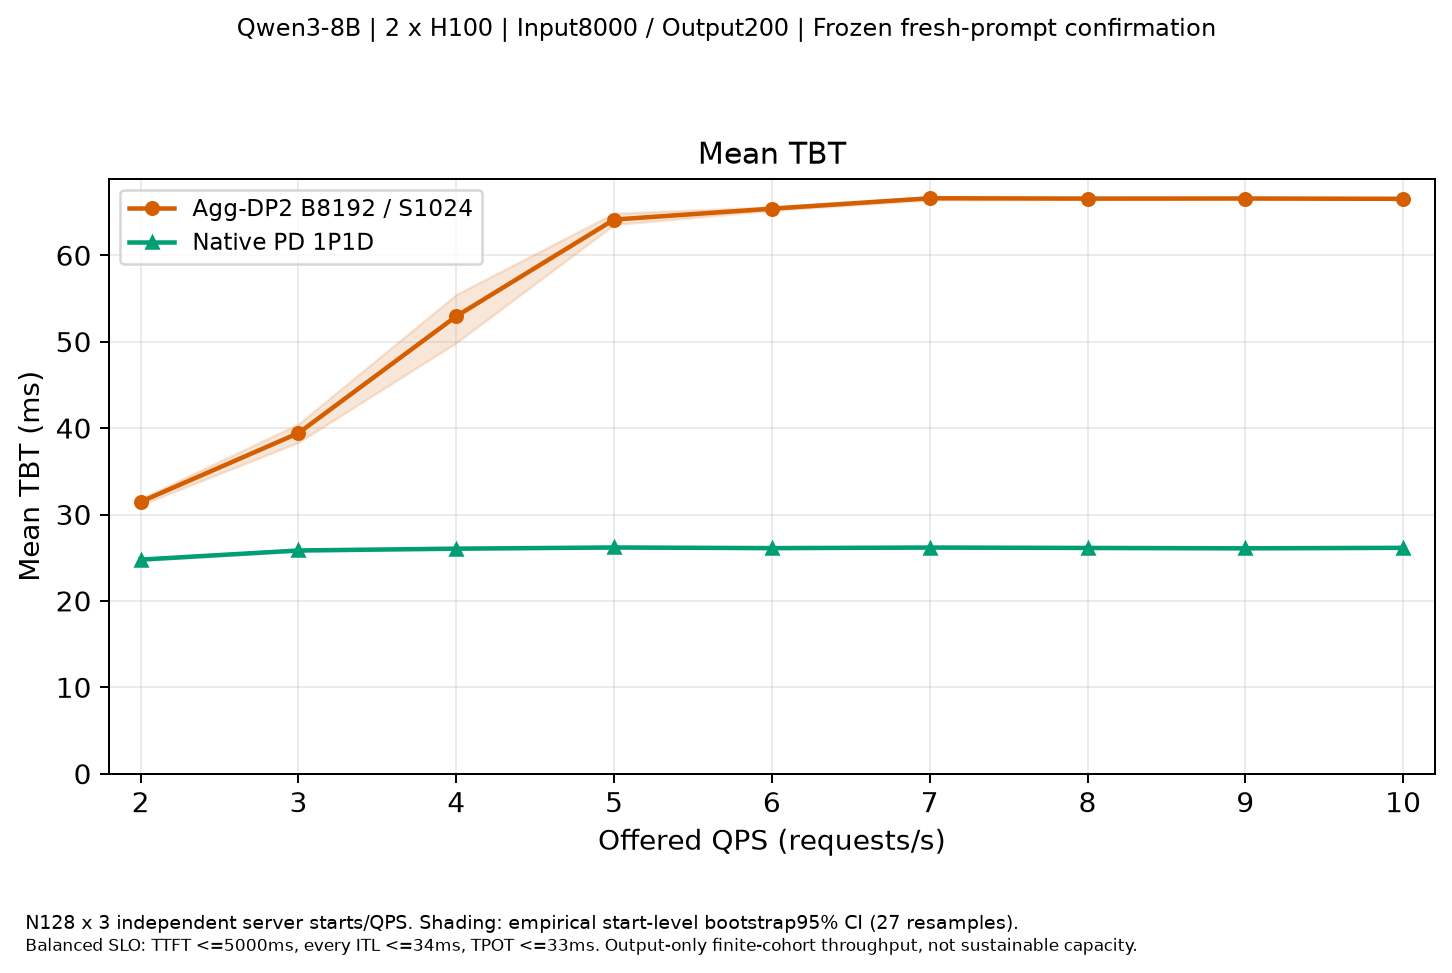 Qwen3-8B | 2 x H100 | Input8000 / Output200 | Frozen fresh-prompt confirmation
Mean TBT
Agg-DP2 B8192 / S1024
Native PD 1P1D
Mean TBT (ms)
60
50
40
30
20
10
0
2 3 4 5 6 7 8 9 10
Offered QPS (requests/s)
N128 x 3 independent server starts/QPS. Shading: empirical start-level bootstrap95% CI (27 resamples).
Balanced SLO: TTFT <=5000ms, every ITL <=34ms, TPOT <=33ms. Output-only finite-cohort throughput, not sustainable capacity.